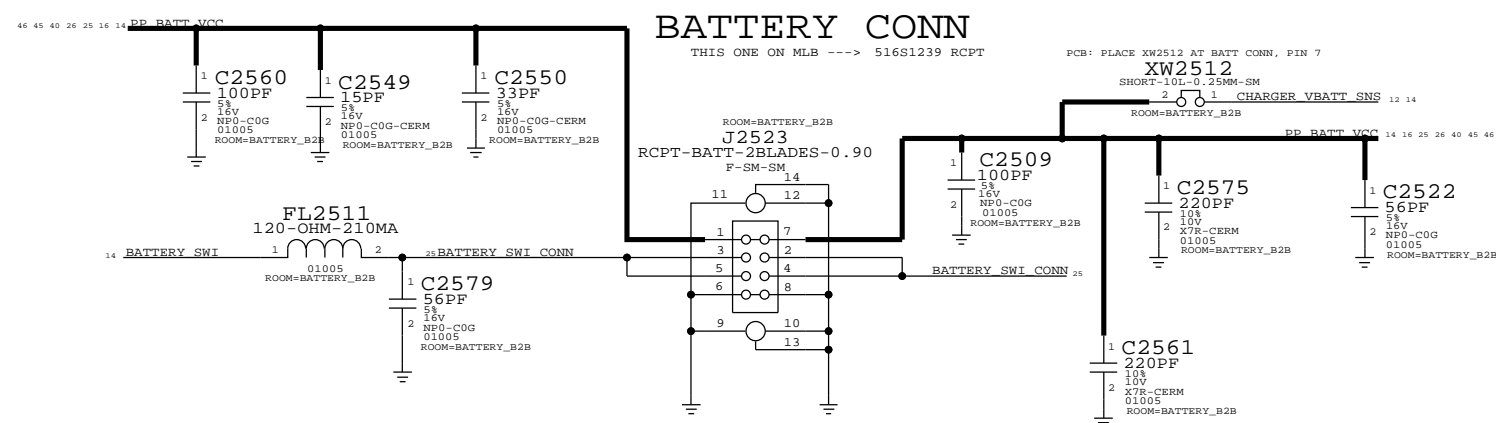 BATTERY CONN
THIS ONE ON MLB ---> 516S1239 RCPT
46 45 40 26 25 16 14 PP_BATT_VCC
1 C2560
100PF
5%
16V
2 NP0-C0G
01005
ROOM=BATTERY_B2B
1 C2549
15PF
5%
16V
2 NP0-C0G-CERM
01005
ROOM=BATTERY_B2B
1 C2550
33PF
5%
16V
2 NP0-C0G-CERM
01005
ROOM=BATTERY_B2B
PCB: PLACE XW2512 AT BATT CONN, PIN 7
XW2512
SHORT-10L-0.25MM-SM
2 1 CHARGER_VBATT_SNS 12 14
ROOM=BATTERY_B2B
PP_BATT_VCC 14 16 25 26 40 45 46
ROOM=BATTERY_B2B
J2523
RCPT-BATT-2BLADES-0.90
F-SM-SM
14
11 12
1 7
3 2
5 4
6 8
9 10
13
1 C2509
100PF
5%
16V
2 NP0-C0G
01005
ROOM=BATTERY_B2B
1 C2575
220PF
10%
10V
2 X7R-CERM
01005
ROOM=BATTERY_B2B
1 C2522
56PF
5%
16V
2 NP0-C0G
01005
ROOM=BATTERY_B2B
FL2511
120-OHM-210MA
14 BATTERY_SWI 1 2 25 BATTERY_SWI_CONN
01005
ROOM=BATTERY_B2B
BATTERY_SWI_CONN 25
1 C2579
56PF
5%
16V
2 NP0-C0G
01005
ROOM=BATTERY_B2B
1 C2561
220PF
10%
10V
2 X7R-CERM
01005
ROOM=BATTERY_B2B